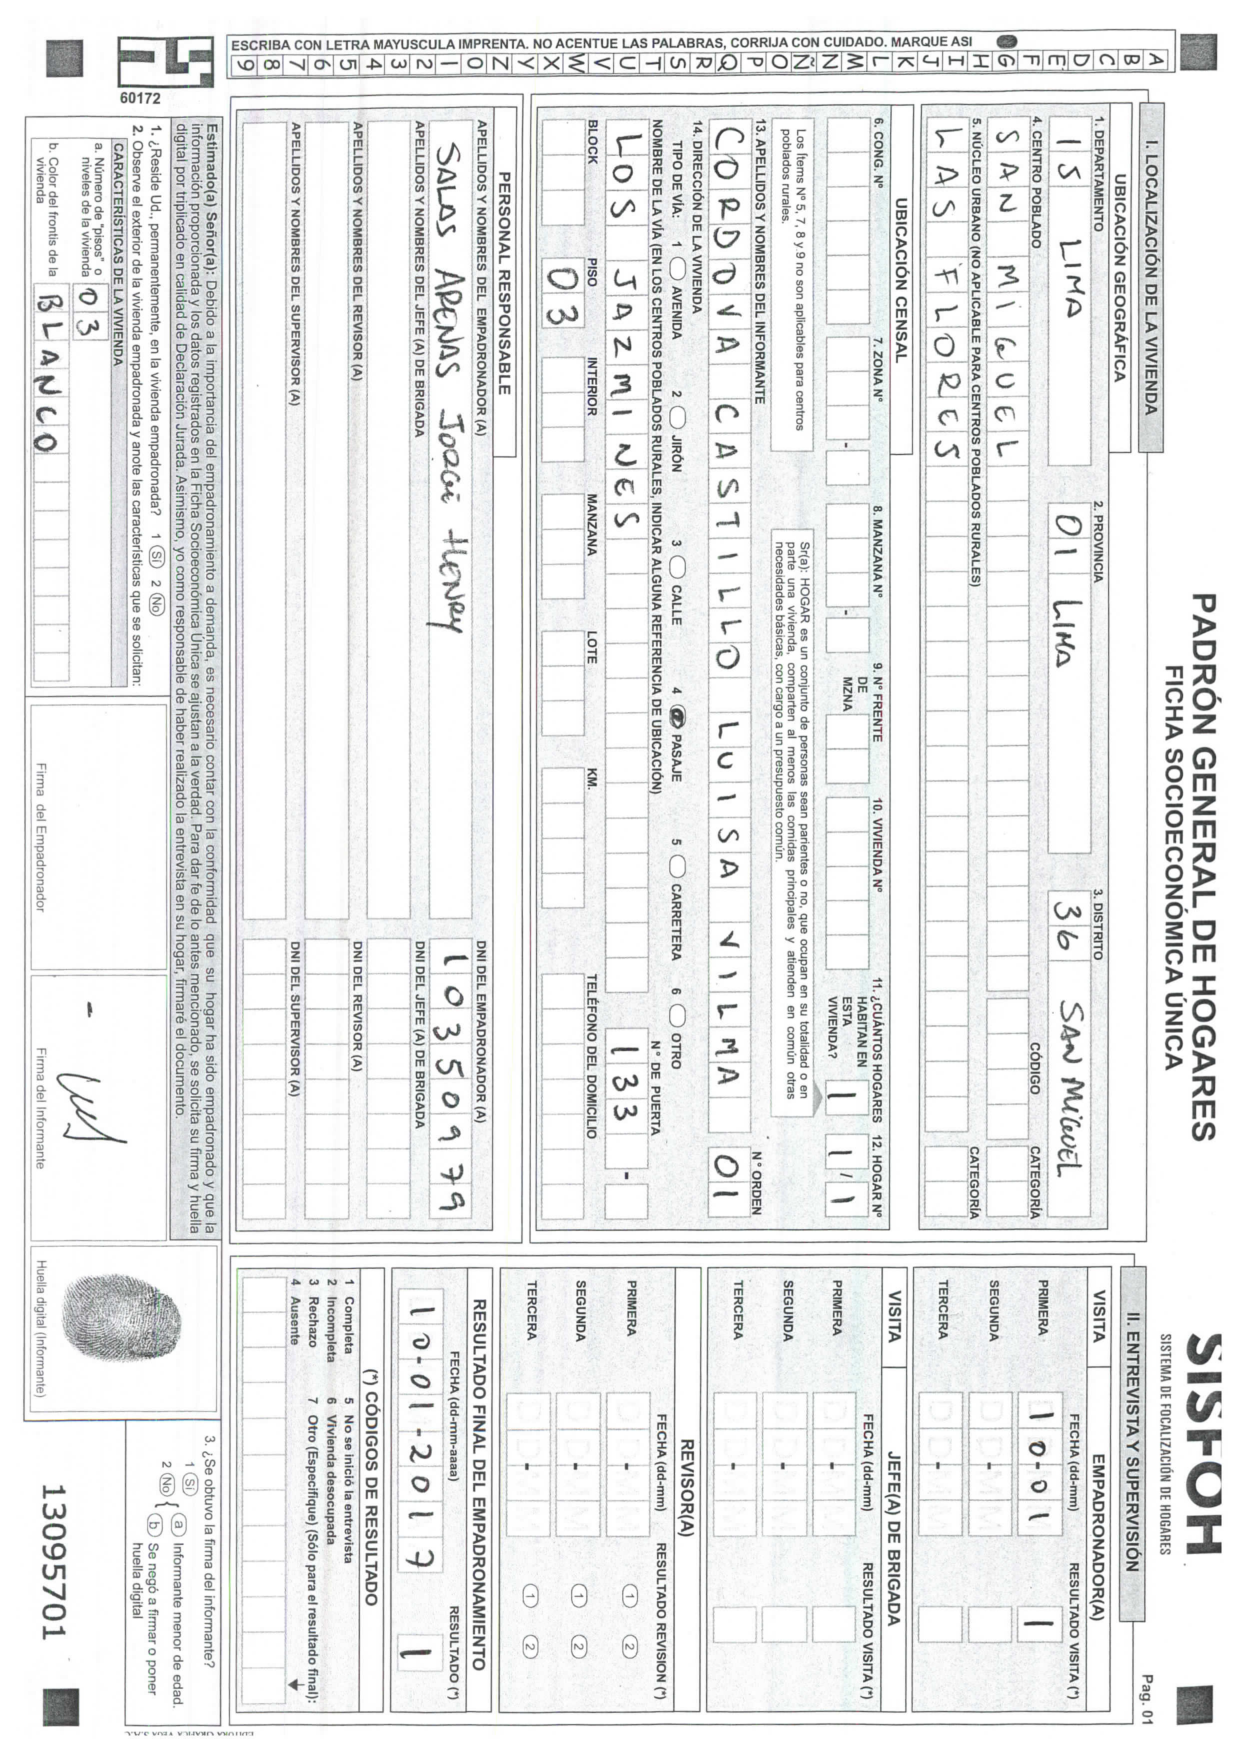 PADRÓN GENERAL DE HOGARES
FICHA SOCIOECONÓMICA ÚNICA
SISFOH
SISTEMA DE FOCALIZACIÓN DE HOGARES
Pag. 01
ESCRIBA CON LETRA MAYUSCULA IMPRENTA. NO ACENTUE LAS PALABRAS, CORRIJA CON CUIDADO. MARQUE ASI
A B C D E F G H I J K L M N Ñ O P Q R S T U V W X Y Z 0 1 2 3 4 5 6 7 8 9
60172
I. LOCALIZACIÓN DE LA VIVIENDA
UBICACIÓN GEOGRÁFICA
1. DEPARTAMENTO 2. PROVINCIA 3. DISTRITO
15 LIMA 01 LIMA 36 SAN MIGUEL
4. CENTRO POBLADO CÓDIGO CATEGORÍA
SAN MIGUEL
5. NÚCLEO URBANO (NO APLICABLE PARA CENTROS POBLADOS RURALES) CATEGORÍA
LAS FLORES
UBICACIÓN CENSAL
6. CONG. Nº 7. ZONA Nº 8. MANZANA Nº 9. Nº FRENTE DE MZNA 10. VIVIENDA Nº 11. ¿CUÁNTOS HOGARES HABITAN EN ESTA VIVIENDA? 12. HOGAR Nº
- - 1 1 / 1
Los Ítems Nº 5, 7, 8 y 9 no son aplicables para centros poblados rurales.
Sr(a): HOGAR es un conjunto de personas sean parientes o no, que ocupan en su totalidad o en parte una vivienda, comparten al menos las comidas principales y atienden en común otras necesidades básicas, con cargo a un presupuesto común.
13. APELLIDOS Y NOMBRES DEL INFORMANTE Nº ORDEN
CORDOVA CASTILLO LUISA VILMA 01
14. DIRECCIÓN DE LA VIVIENDA
TIPO DE VÍA: 1 AVENIDA 2 JIRÓN 3 CALLE 4 PASAJE 5 CARRETERA 6 OTRO
NOMBRE DE LA VÍA (EN LOS CENTROS POBLADOS RURALES, INDICAR ALGUNA REFERENCIA DE UBICACIÓN) Nº DE PUERTA
LOS JAZMINES 133 -
BLOCK PISO INTERIOR MANZANA LOTE KM. TELÉFONO DEL DOMICILIO
03
PERSONAL RESPONSABLE
APELLIDOS Y NOMBRES DEL EMPADRONADOR (A) DNI DEL EMPADRONADOR (A)
SALAS ARENAS JORGE HENRY 10350979
APELLIDOS Y NOMBRES DEL JEFE (A) DE BRIGADA DNI DEL JEFE (A) DE BRIGADA
APELLIDOS Y NOMBRES DEL REVISOR (A) DNI DEL REVISOR (A)
APELLIDOS Y NOMBRES DEL SUPERVISOR (A) DNI DEL SUPERVISOR (A)
Estimado(a) Señor(a): Debido a la importancia del empadronamiento a demanda, es necesario contar con la conformidad que su hogar ha sido empadronado y que la
información proporcionada y los datos registrados en la Ficha Socioeconómica Única se ajustan a la verdad. Para dar fe de lo antes mencionado, se solicita su firma y huella
digital por triplicado en calidad de Declaración Jurada. Asimismo, yo como responsable de haber realizado la entrevista en su hogar, firmaré el documento.
1. ¿Reside Ud., permanentemente, en la vivienda empadronada? 1 Sí 2 No
2. Observe el exterior de la vivienda empadronada y anote las características que se solicitan:
CARACTERÍSTICAS DE LA VIVIENDA
a. Número de "pisos" o niveles de la vivienda 03
b. Color del frontis de la vivienda BLANCO
Firma del Empadronador
Firma del Informante
Huella digital (Informante)
II. ENTREVISTA Y SUPERVISIÓN
VISITA EMPADRONADOR(A)
FECHA (dd-mm) RESULTADO VISITA (*)
PRIMERA 10-01 1
SEGUNDA -
TERCERA -
VISITA JEFE(A) DE BRIGADA
FECHA (dd-mm) RESULTADO VISITA (*)
PRIMERA -
SEGUNDA -
TERCERA -
REVISOR(A)
FECHA (dd-mm) RESULTADO REVISION (*)
PRIMERA - 1 2
SEGUNDA - 1 2
TERCERA - 1 2
RESULTADO FINAL DEL EMPADRONAMIENTO
FECHA (dd-mm-aaaa) RESULTADO (*)
10-01-2017 1
(*) CÓDIGOS DE RESULTADO
1 Completa 5 No se inició la entrevista
2 Incompleta 6 Vivienda desocupada
3 Rechazo 7 Otro (Especifique) (Sólo para el resultado final):
4 Ausente
3. ¿Se obtuvo la firma del informante?
1 Sí
2 No { a Informante menor de edad.
b Se negó a firmar o poner huella digital
13095701